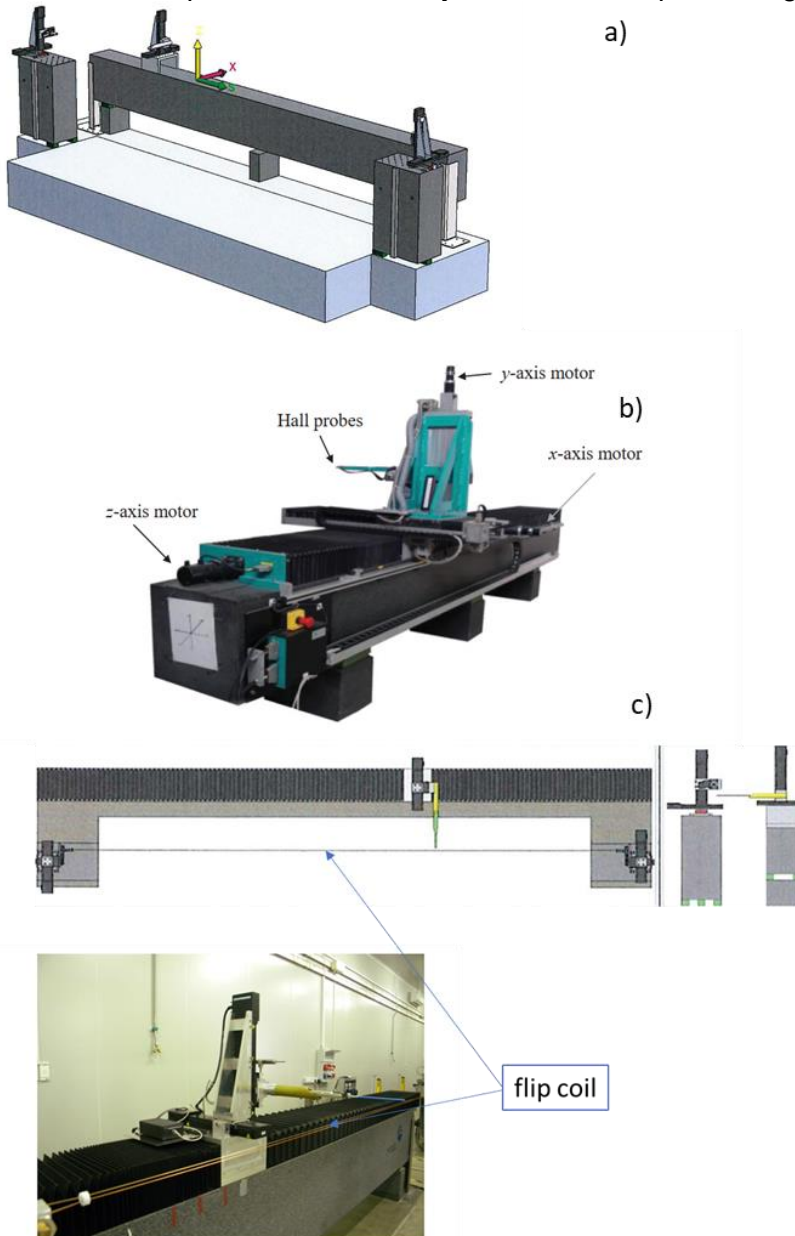 a)
Z
X
y-axis motor
b)
Hall probes
x-axis motor
z-axis motor
c)
flip coil